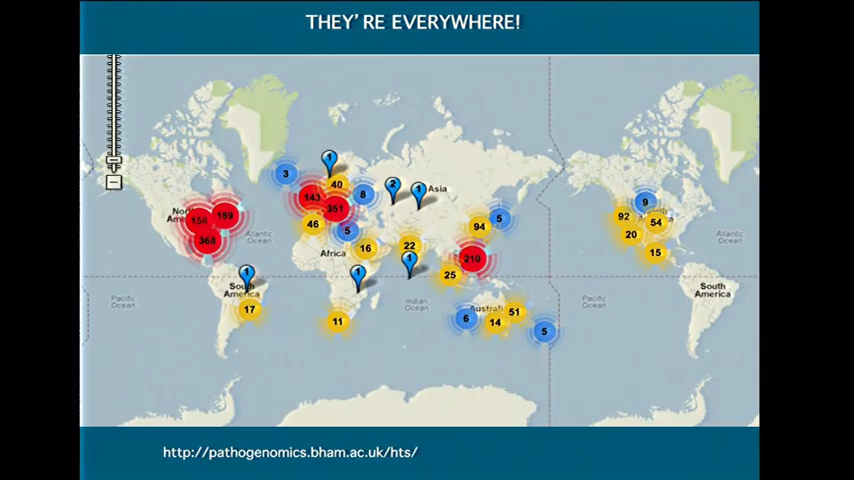 THEY'RE EVERYWHERE!
1
3
40
8
2
1
Asia
143
351
North
America
156
189
368
46
5
16
22
94
5
210
25
Atlantic
Ocean
Africa
1
1
1
South
America
17
11
Indian
Ocean
6
Australia
14
51
5
Pacific
Ocean
9
92
54
20
15
Atlantic
Ocean
Pacific
Ocean
South
America
http://pathogenomics.bham.ac.uk/hts/